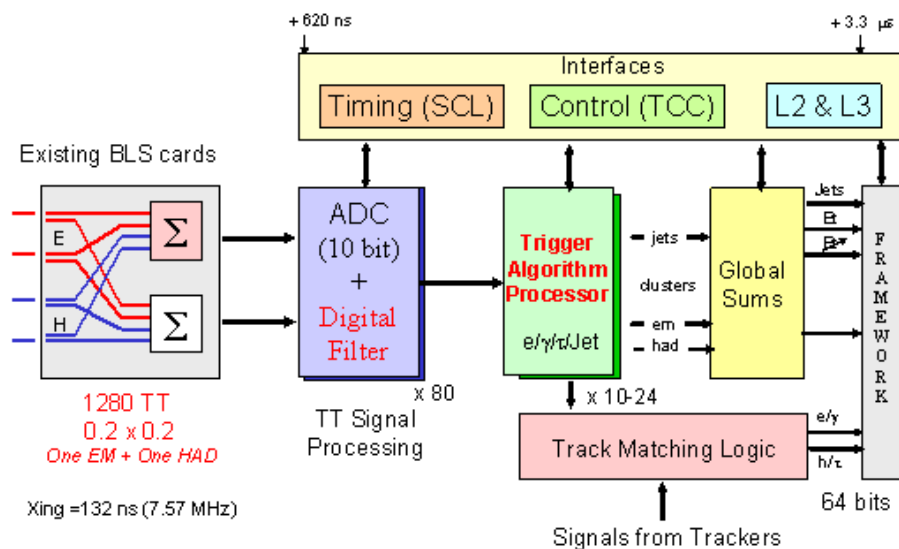 + 620 ns
+ 3.3 µs
Interfaces
Timing (SCL)
Control (TCC)
L2 & L3
Existing BLS cards
E
H
Σ
Σ
1280 TT
0.2 x 0.2
One EM + One HAD
Xing =132 ns (7.57 MHz)
ADC
(10 bit)
+
Digital
Filter
x 80
TT Signal
Processing
Trigger
Algorithm
Processor
e/γ/τ/Jet
x 10-24
jets
clusters
em
had
Global
Sums
Jets
Et
FRAMEWORK
Track Matching Logic
e/γ
h/τ
64 bits
Signals from Trackers